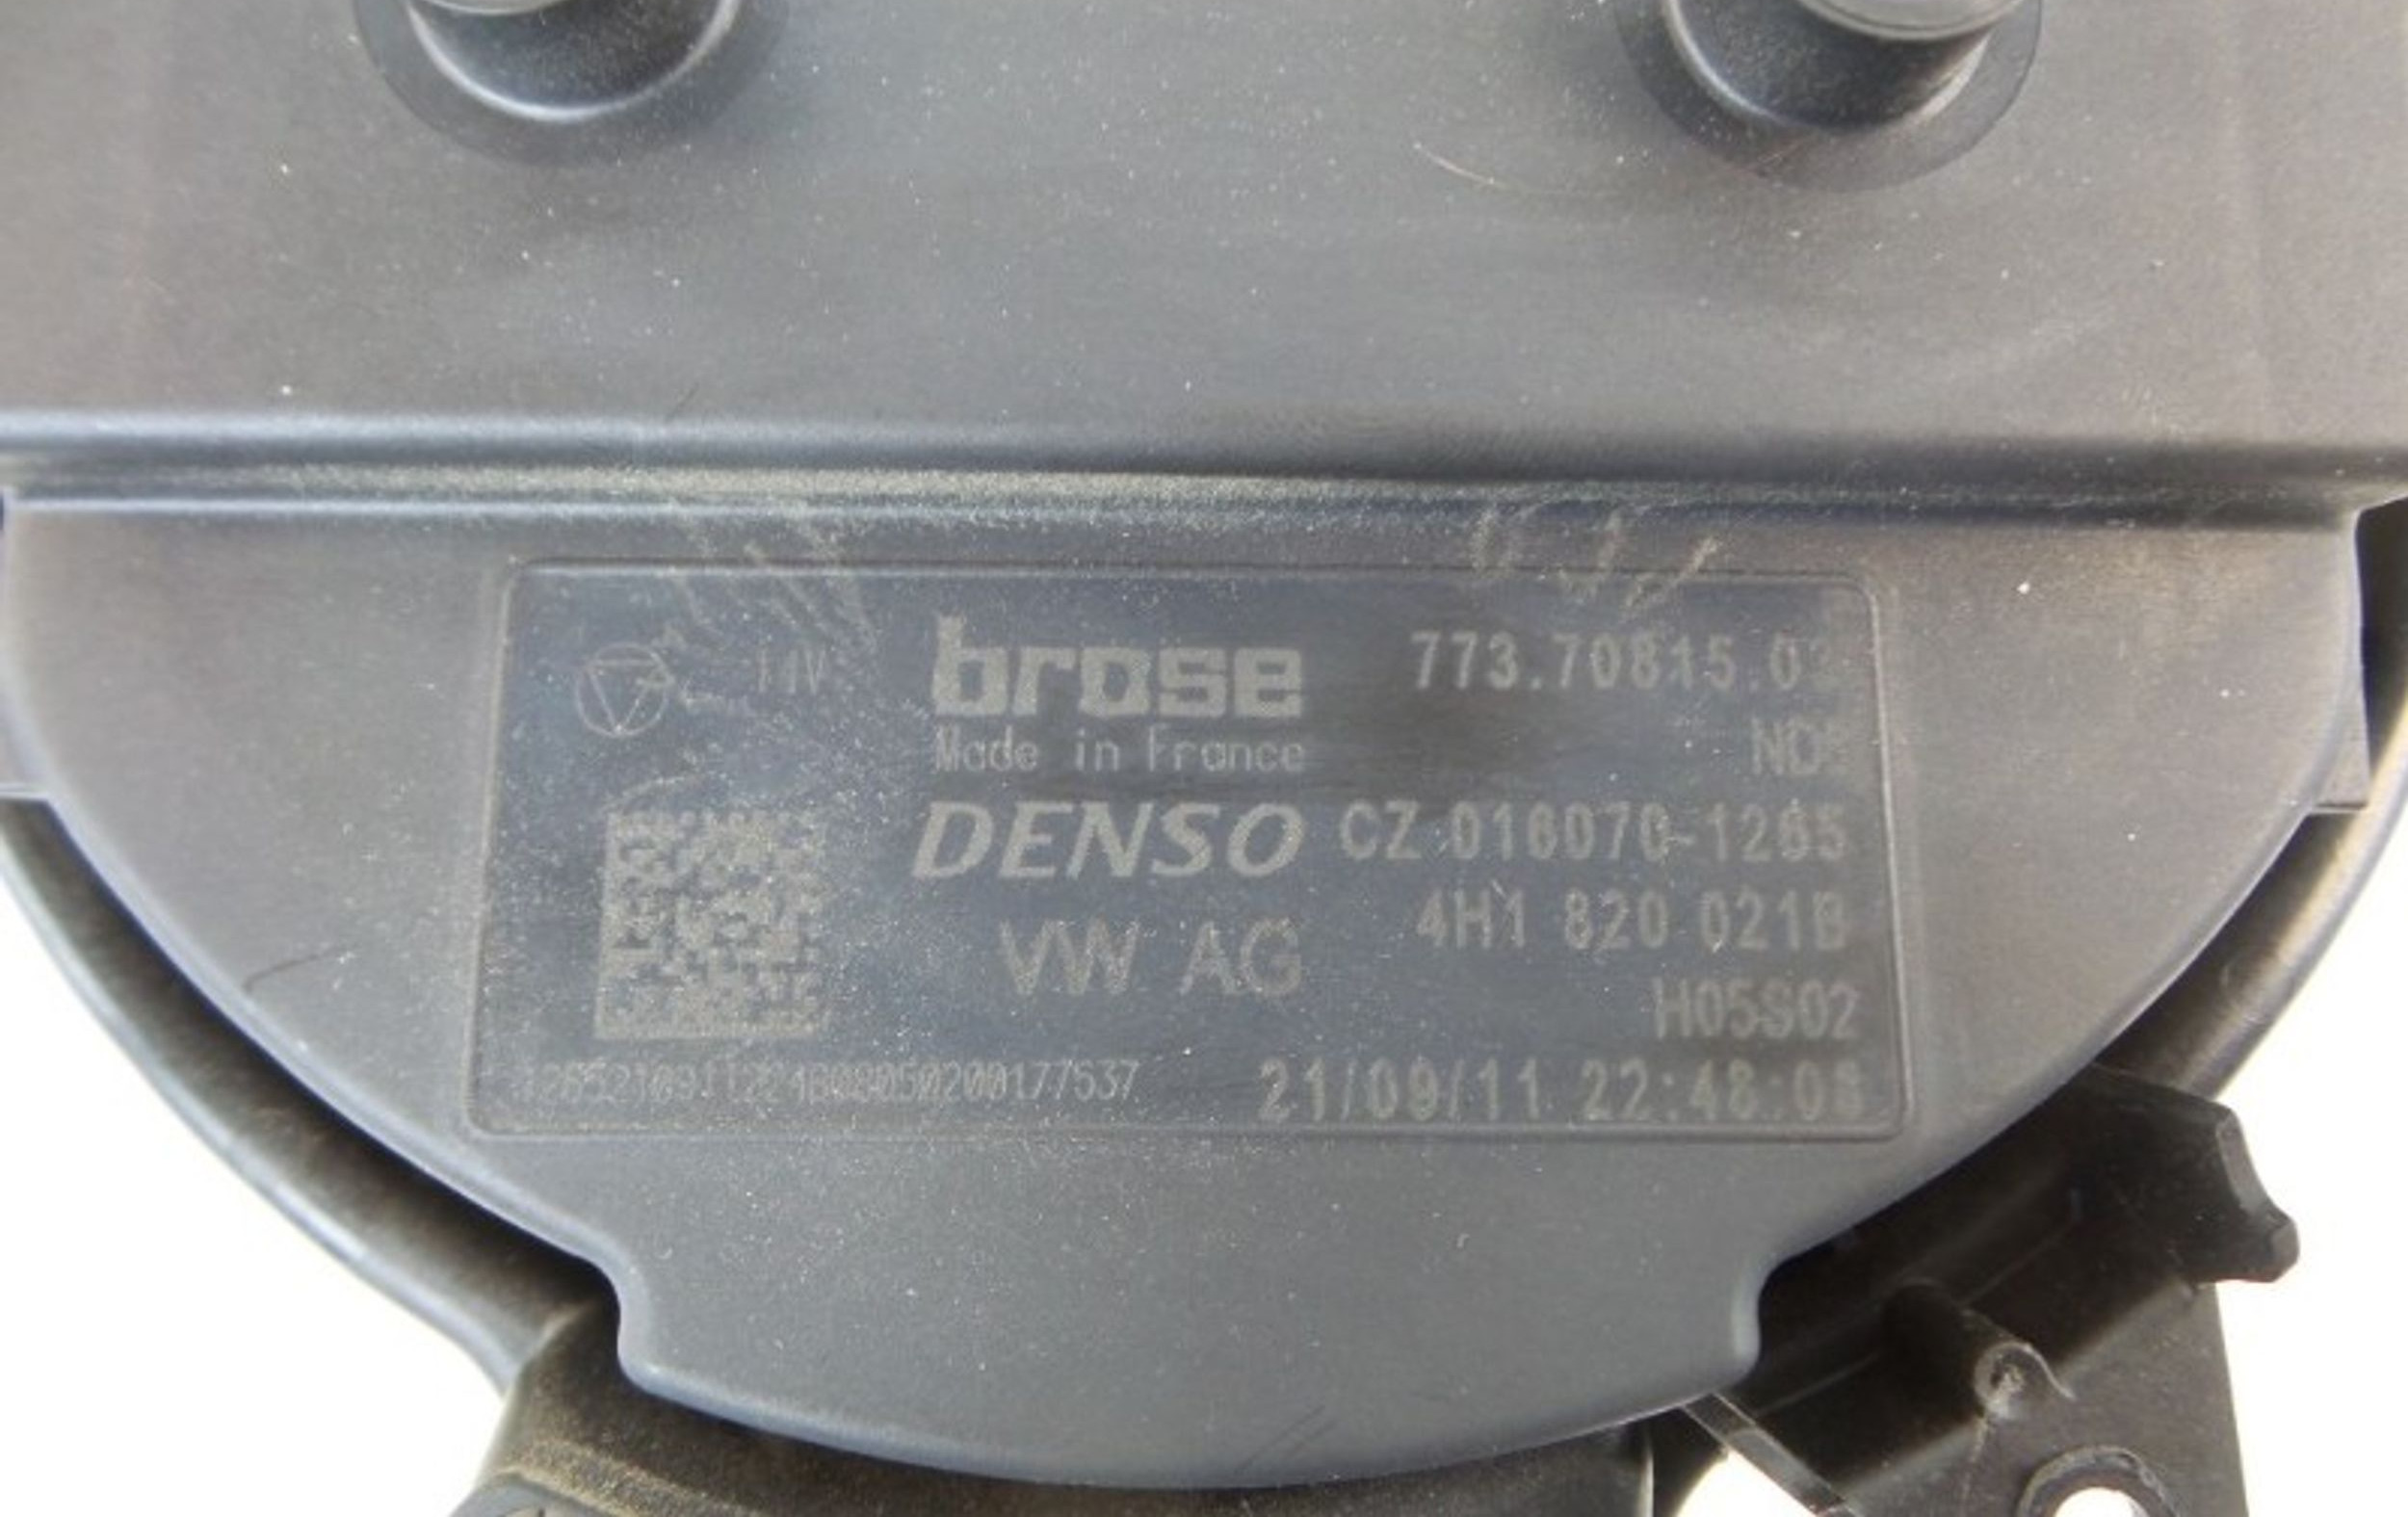 brose 773.70815.0
Made in France
DENSO CZ 016070-1265
VW AG 4H1 820 021B
H05S02
21/09/11 22:48:08